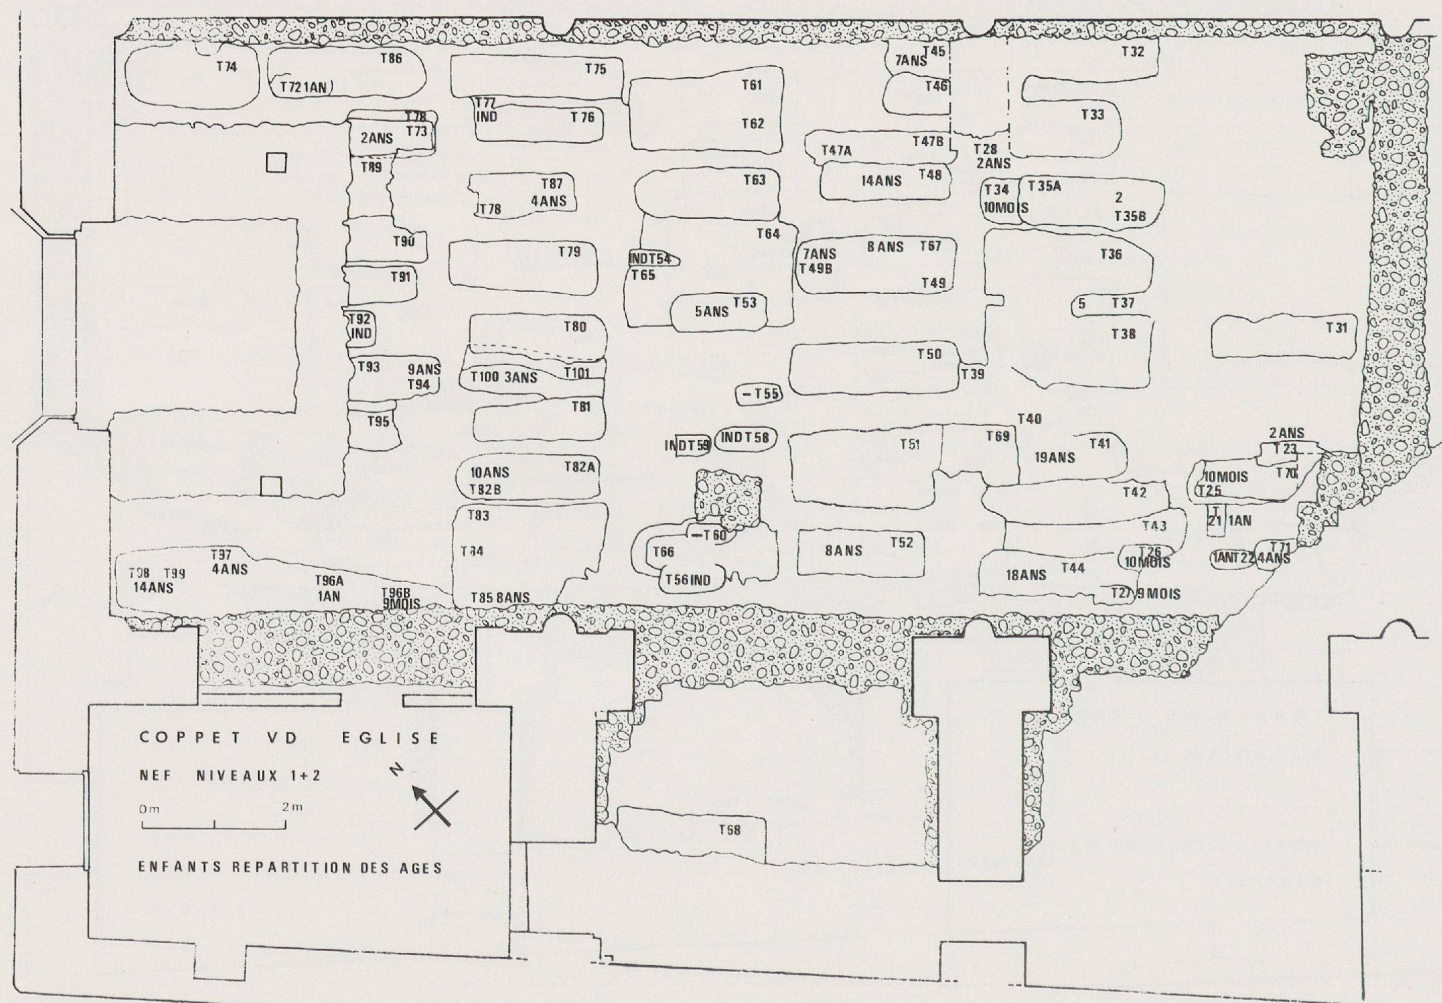 T74
T86
T72 1AN
T75
T61
T62
T45
7ANS
T46
T32
T33
T78
T73
2ANS
T89
T77
IND
T76
T47A
T47B
T28
2ANS
T87
4ANS
T78
T63
T48
14ANS
T34
10MOIS
T35A
2
T35B
T64
T90
T79
INDT54
T65
7ANS
T49B
8ANS
T67
T49
T36
T91
T53
5ANS
5
T37
T38
T31
T92
IND
T80
T50
T39
T93
9ANS
T94
T100 3ANS
T101
–T55
T95
T81
T40
INDT59
INDT58
T51
T69
T41
19ANS
2ANS
T23
T70
10MOIS
T25
10ANS
T82A
T82B
T42
T83
T84
T43
T
21 1AN
–T60
T66
T56 IND
8ANS
T52
18ANS
T44
T26
10MOIS
1ANT22
T71
4ANS
T97
4ANS
T98
T99
14ANS
T96A
1AN
T96B
9MOIS
T85 8ANS
T27 9MOIS
COPPET VD EGLISE
NEF NIVEAUX 1+2
N
0m
2m
ENFANTS REPARTITION DES AGES
T68